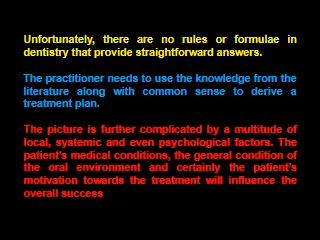 Unfortunately, there are no rules or formulae in
dentistry that provide straightforward answers.
The practitioner needs to use the knowledge from the
literature along with common sense to derive a
treatment plan.
The picture is further complicated by a multitude of
local, systemic and even psychological factors. The
patient's medical conditions, the general condition of
the oral environment and certainly the patient's
motivation towards the treatment will influence the
overall success